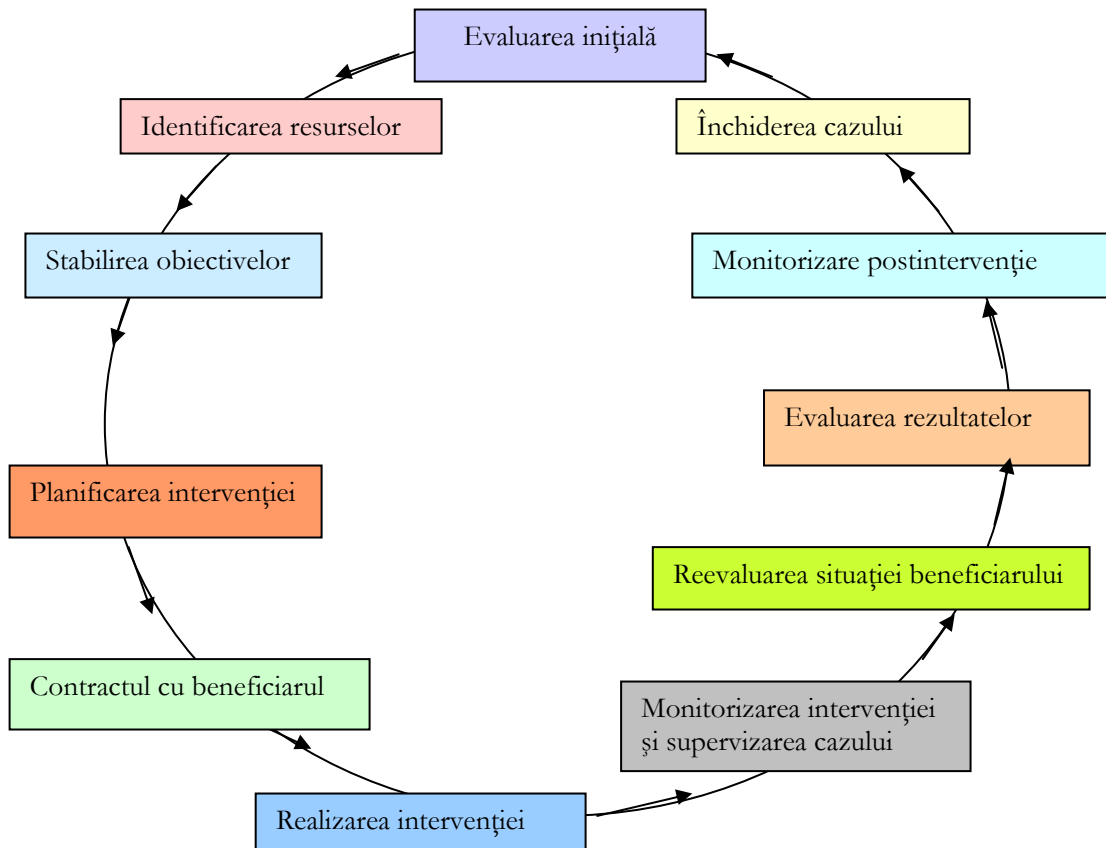 Evaluarea iniţială
Identificarea resurselor
Închiderea cazului
Stabilirea obiectivelor
Monitorizare postintervenţie
Evaluarea rezultatelor
Planificarea intervenţiei
Reevaluarea situaţiei beneficiarului
Contractul cu beneficiarul
Monitorizarea intervenţiei
şi supervizarea cazului
Realizarea intervenţiei